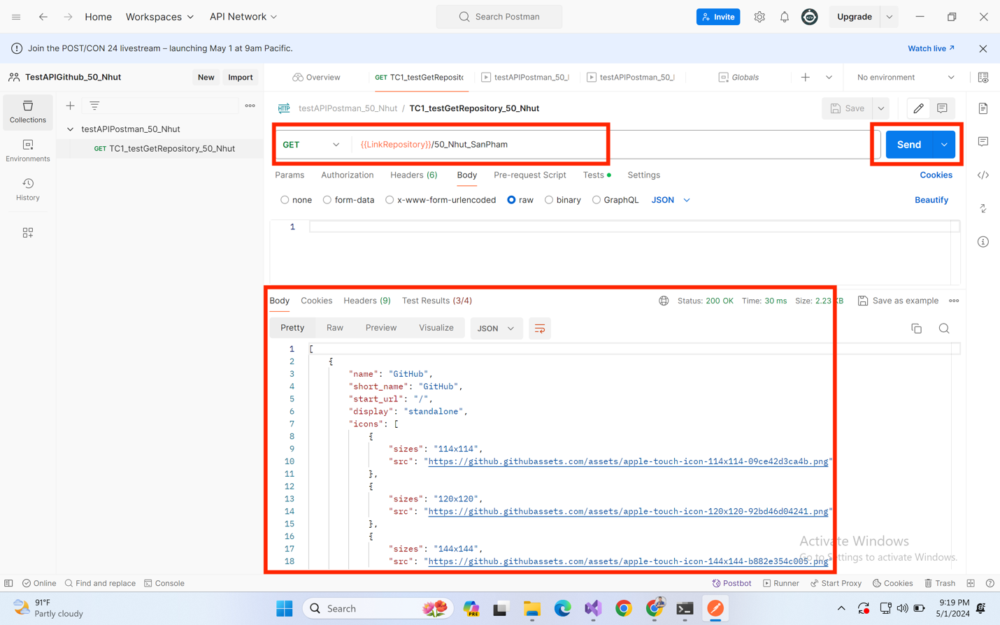 Home
Workspaces
API Network
Search Postman
Invite
Upgrade
Join the POST/CON 24 livestream – launching May 1 at 9am Pacific.
Watch live
TestAPIGithub_50_Nhut
New
Import
Overview
GET TC1_testGetReposito
testAPIPostman_50_I
testAPIPostman_50_I
Globals
No environment
Collections
Environments
History
testAPIPostman_50_Nhut
GET TC1_testGetRepository_50_Nhut
HTTP
testAPIPostman_50_Nhut / TC1_testGetRepository_50_Nhut
Save
GET
{{LinkRepository}}/50_Nhut_SanPham
Send
Params
Authorization
Headers (6)
Body
Pre-request Script
Tests
Settings
Cookies
none
form-data
x-www-form-urlencoded
raw
binary
GraphQL
JSON
Beautify
1
Body
Cookies
Headers (9)
Test Results (3/4)
Status: 200 OK
Time: 30 ms
Size: 2.23 KB
Save as example
Pretty
Raw
Preview
Visualize
JSON
1 [
2 {
3 "name": "GitHub",
4 "short_name": "GitHub",
5 "start_url": "/",
6 "display": "standalone",
7 "icons": [
8 {
9 "sizes": "114x114",
10 "src": "https://github.githubassets.com/assets/apple-touch-icon-114x114-09ce42d3ca4b.png"
11 },
12 {
13 "sizes": "120x120",
14 "src": "https://github.githubassets.com/assets/apple-touch-icon-120x120-92bd46d04241.png"
15 },
16 {
17 "sizes": "144x144",
18 "src": "https://github.githubassets.com/assets/apple-touch-icon-144x144-b882e354c005.png"
Activate Windows
Go to Settings to activate Windows.
Online
Find and replace
Console
Postbot
Runner
Start Proxy
Cookies
Trash
91°F
Partly cloudy
Search
PRE
9:19 PM
5/1/2024